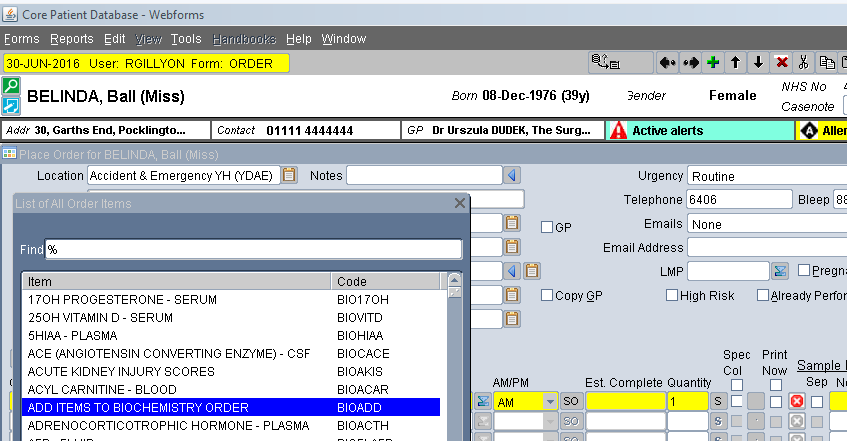 Core Patient Database - Webforms
Forms Reports Edit View Tools Handbooks Help Window
30-JUN-2016 User: RGILLYON Form: ORDER
BELINDA, Ball (Miss) Born 08-Dec-1976 (39y) Gender Female NHS No
Casenote
Addr 30, Garths End, Pocklingto... Contact 01111 4444444 GP Dr Urszula DUDEK, The Surg... Active alerts A Aller
Place Order for BELINDA, Ball (Miss)
Location Accident & Emergency YH (YDAE) Notes Urgency Routine
Telephone 6406 Bleep 88
List of All Order Items
GP Emails None
Find % Email Address
LMP Pregna
Item Code
Copy GP High Risk Already Perfor
17OH PROGESTERONE - SERUM BIO17OH
25OH VITAMIN D - SERUM BIOVITD
5HIAA - PLASMA BIOHIAA
ACE (ANGIOTENSIN CONVERTING ENZYME) - CSF BIOCACE
Spec Col Print Now Sample
ACUTE KIDNEY INJURY SCORES BIOAKIS
ACYL CARNITINE - BLOOD BIOACAR
AM/PM Est. Complete Quantity Sep No
ADD ITEMS TO BIOCHEMISTRY ORDER BIOADD
AM SO 1 S
ADRENOCORTICOTROPHIC HORMONE - PLASMA BIOACTH
SO S